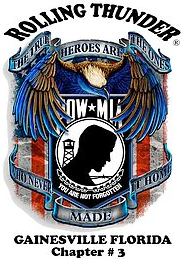 ROLLING THUNDER®
THE TRUE HEROES ARE THE ONES
POW★MIA
YOU ARE NOT FORGOTTEN
WHO NEVER IT HOME
MADE
GAINESVILLE FLORIDA
Chapter # 3